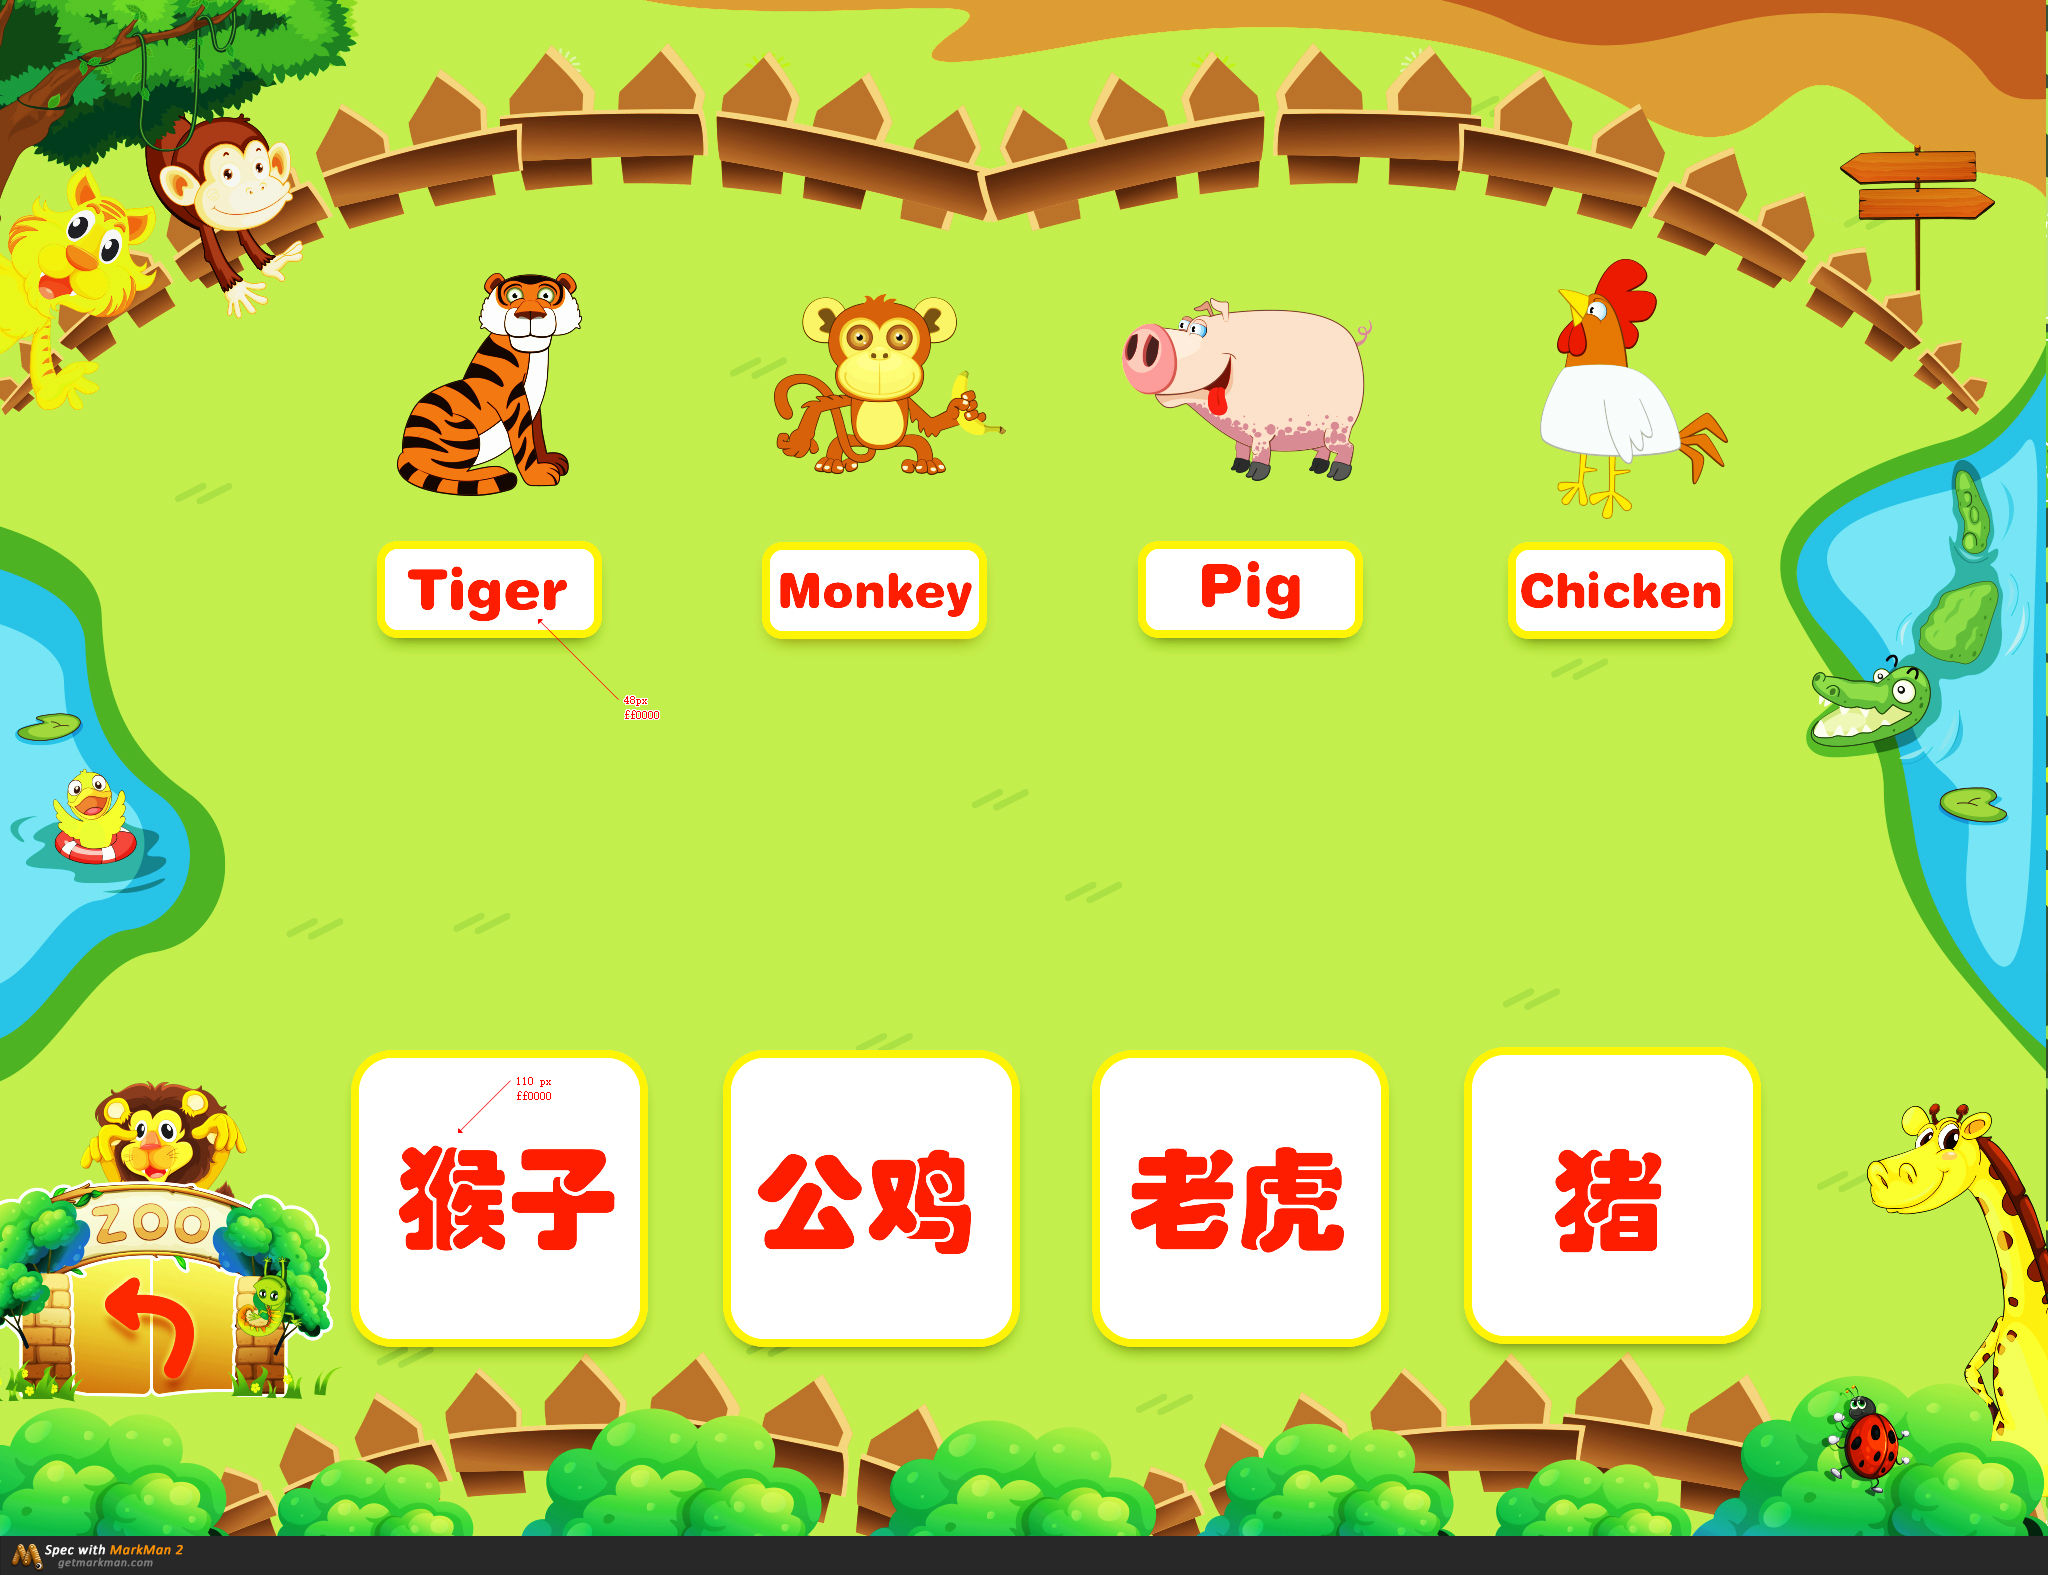 Tiger
Monkey
Pig
Chicken
48px
ff0000
110 px
ff0000
猴子
公鸡
老虎
猪
ZOO
Spec with MarkMan 2
getmarkman.com